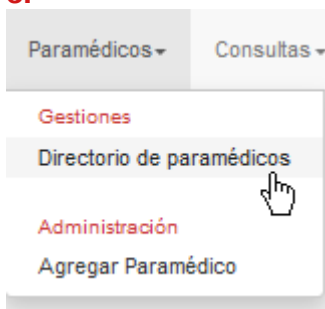 Paramédicos Consultas
Gestiones
Directorio de paramédicos
Administración
Agregar Paramédico